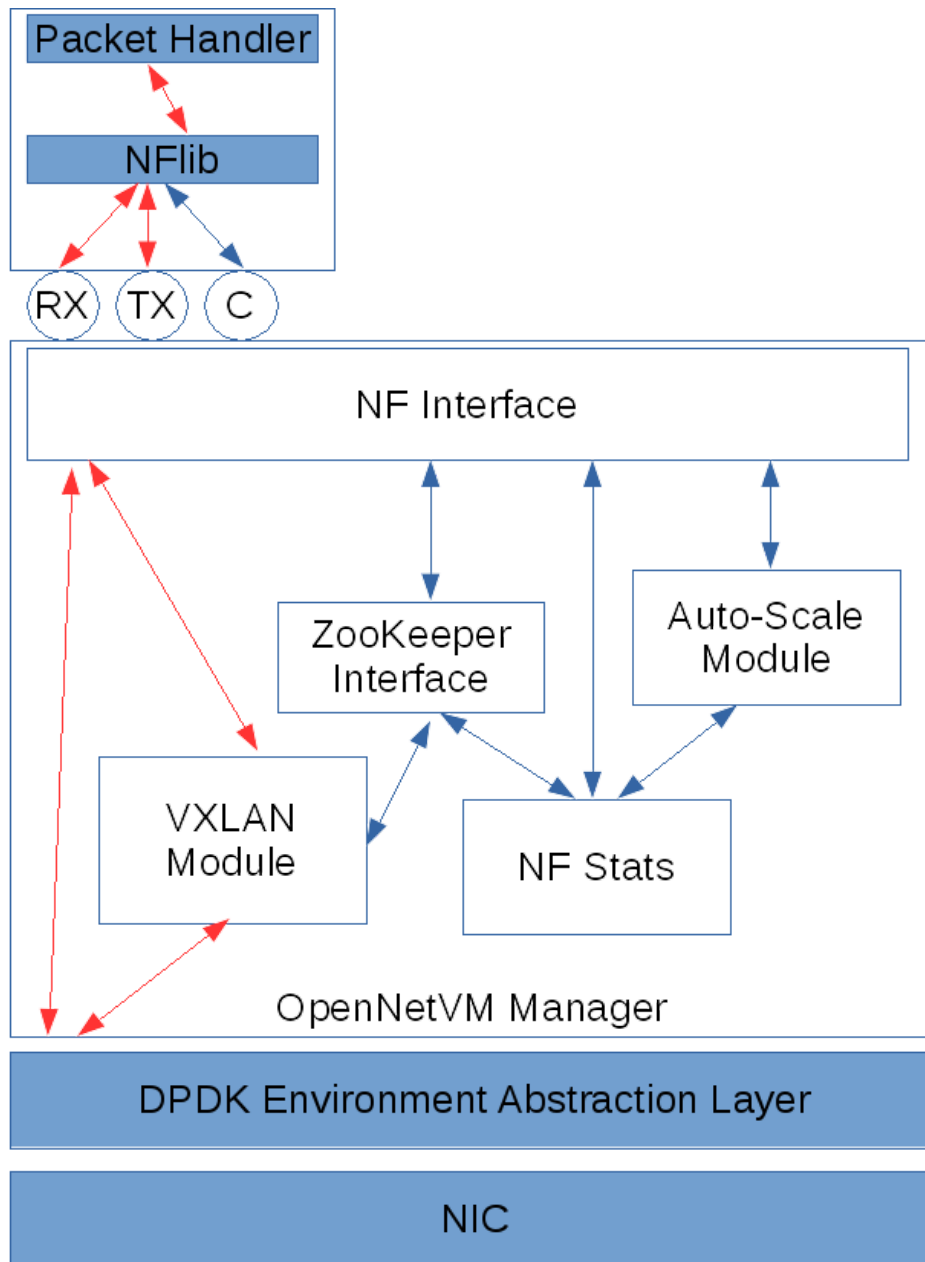 Packet Handler
NFlib
RX TX C
NF Interface
ZooKeeper
Interface
Auto-Scale
Module
VXLAN
Module
NF Stats
OpenNetVM Manager
DPDK Environment Abstraction Layer
NIC